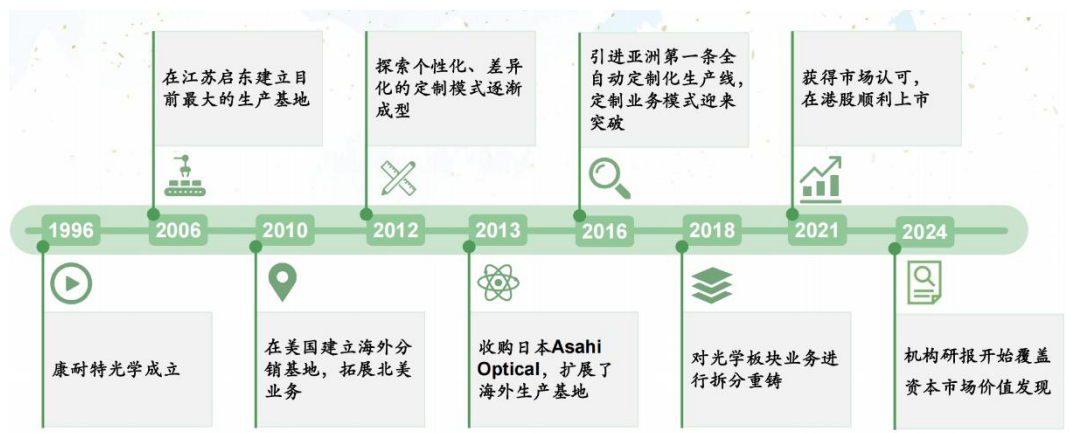 在江苏启东建立目
前最大的生产基地
探索个性化、差异
化的定制模式逐渐
成型
引进亚洲第一条全
自动定制化生产线，
定制业务模式迎来
突破
获得市场认可，
在港股顺利上市
1996
2006
2010
2012
2013
2016
2018
2021
2024
康耐特光学成立
在美国建立海外分
销基地，拓展北美
业务
收购日本Asahi
Optical，扩展了
海外生产基地
对光学板块业务进
行拆分重铸
机构研报开始覆盖
资本市场价值发现